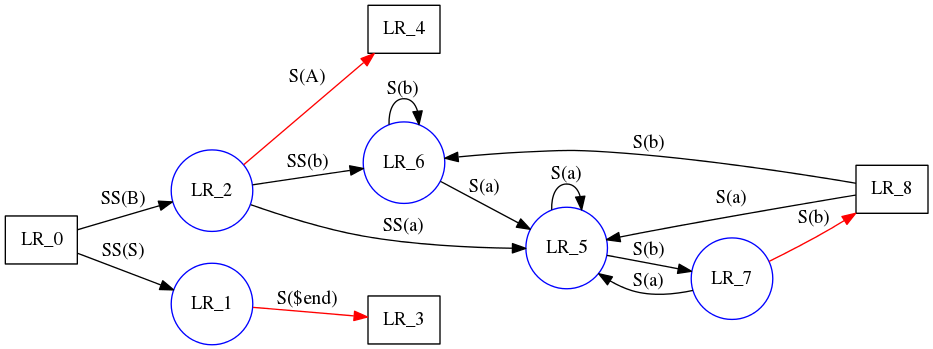 LR_4
S(A)
S(b)
LR_6
SS(b)
S(b)
S(a)
S(a)
LR_8
LR_2
SS(B)
S(a)
S(b)
SS(a)
LR_0
LR_5
S(b)
SS(S)
LR_7
S(a)
S($end)
LR_1
LR_3